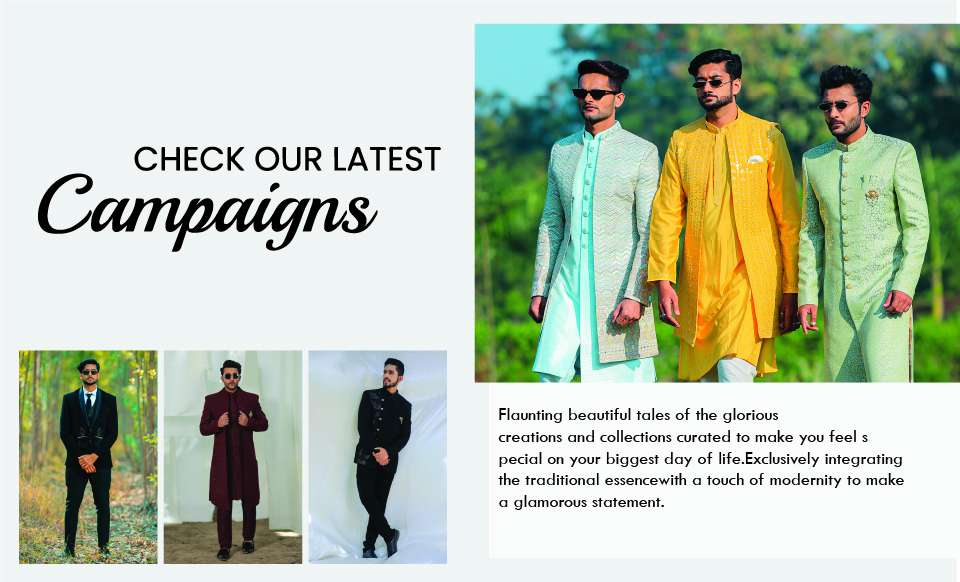 CHECK OUR LATEST
Campaigns
Flaunting beautiful tales of the glorious
creations and collections curated to make you feel s
pecial on your biggest day of life.Exclusively integrating
the traditional essencewith a touch of modernity to make
a glamorous statement.